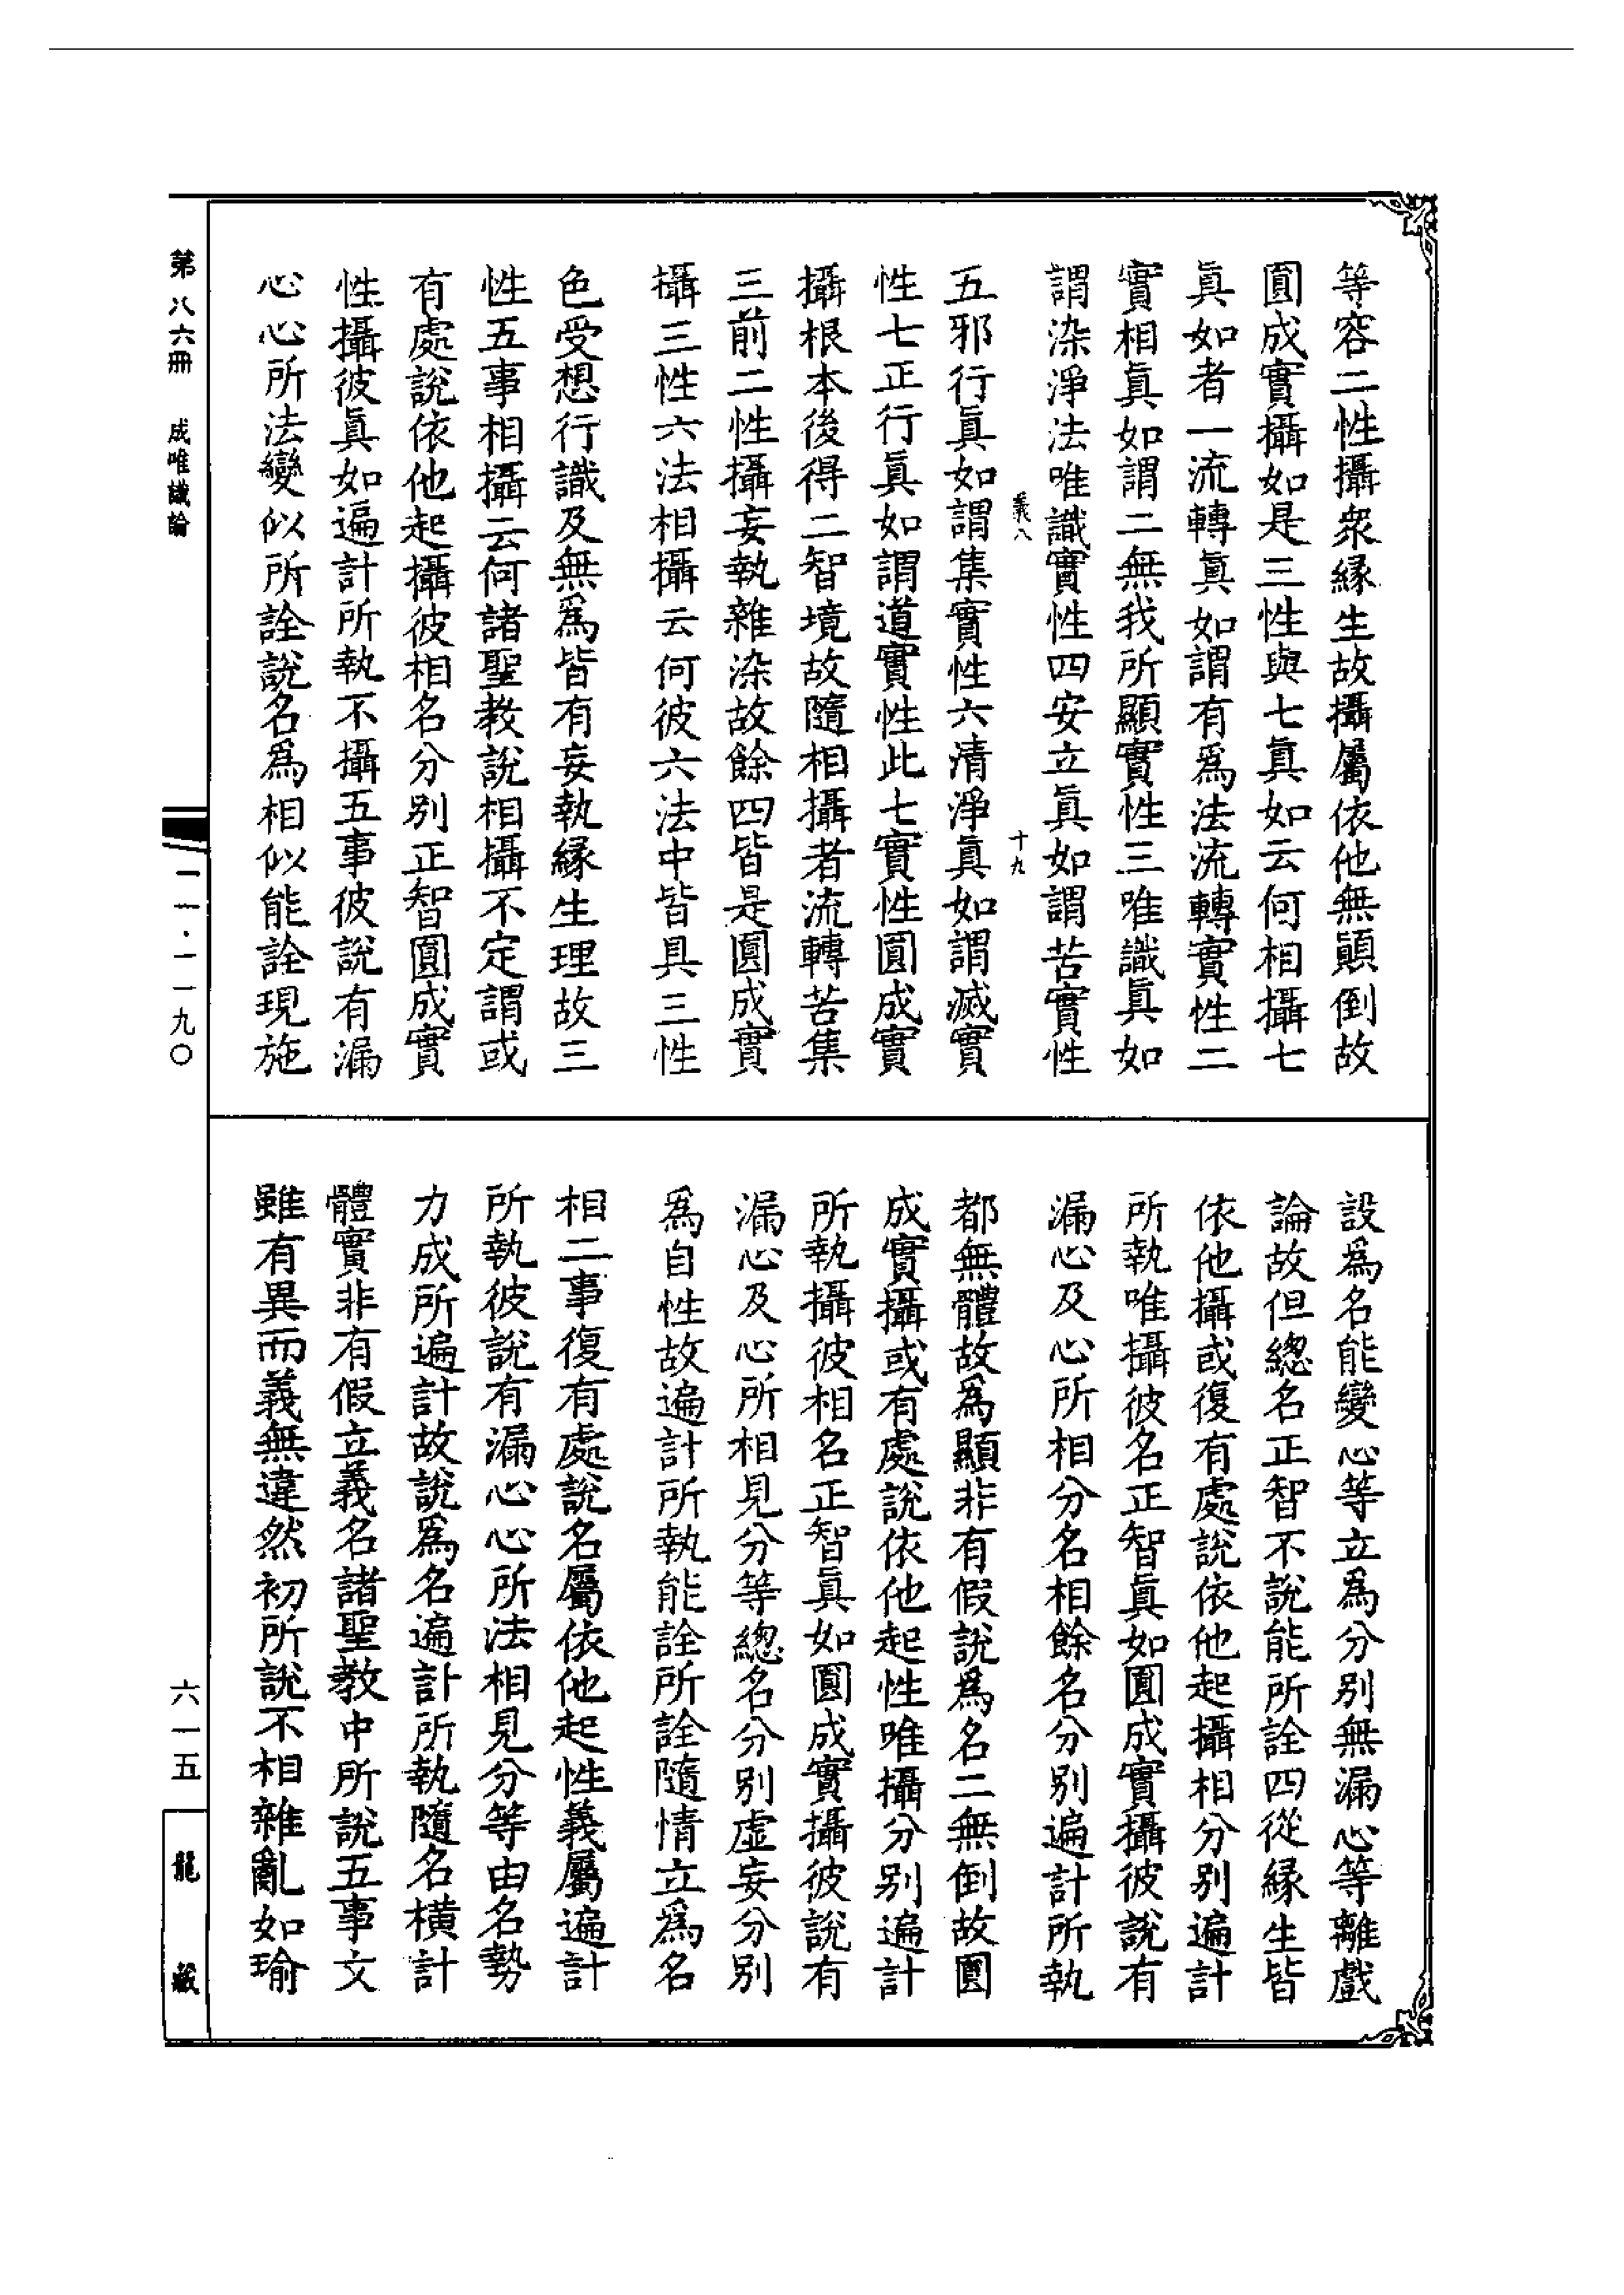 等容二性攝衆縁生故攝屬依他無顛倒故
圓成實攝如是三性與七眞如云何相攝七
眞如者一流轉眞如謂有爲法流轉實性二
實相眞如謂二無我所顯實性三唯識眞如
謂染淨法唯識實性四安立眞如謂苦實性
義八 十九
五邪行眞如謂集實性六清淨眞如謂滅實
性七正行眞如謂道實性此七實性圓成實
攝根本後得二智境故隨相攝者流轉苦集
三前二性攝妄執雜染故餘四皆是圓成實
攝三性六法相攝云何彼六法中皆具三性
色受想行識及無爲皆有妄執縁生理故三
性五事相攝云何諸聖教說相攝不定謂或
有處說依他起攝彼相名分別正智圓成實
性攝彼眞如遍計所執不攝五事彼說有漏
心心所法變似所詮說名爲相似能詮現施
設爲名能變心等立爲分別無漏心等離戲
論故但總名正智不說能所詮四從縁生皆
依他攝或復有處說依他起攝相分別遍計
所執唯攝彼名正智眞如圓成實攝彼說有
漏心及心所相分名相餘名分別遍計所執
都無體故爲顯非有假說爲名二無倒故圓
成實攝或有處說依他起性唯攝分別遍計
所執攝彼相名正智眞如圓成實攝彼說有
漏心及心所相見分等總名分別虛妄分別
爲自性故遍計所執能詮所詮隨情立爲名
相二事復有處說名屬依他起性義屬遍計
所執彼說有漏心心所法相見分等由名勢
力成所遍計故說爲名遍計所執隨名橫計
體實非有假立義名諸聖教中所說五事文
雖有異而義無違然初所說不相雜亂如瑜
第八六冊 成唯識論 二一·一一九〇 六一五 龍藏